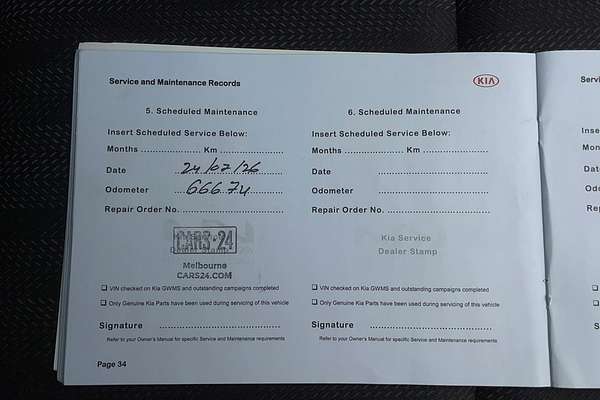 Service and Maintenance Records
KIA
5. Scheduled Maintenance
Insert Scheduled Service Below:
Months ..................... Km .....................
Date 24/07/26
Odometer 66674
Repair Order No. ..............................
CARS·24
Melbourne
CARS24.COM
☐ VIN checked on Kia GWMS and outstanding campaigns completed
☐ Only Genuine Kia Parts have been used during servicing of this vehicle
Signature ..............................
Refer to your Owner's Manual for specific Service and Maintenance requirements
6. Scheduled Maintenance
Insert Scheduled Service Below:
Months ..................... Km .....................
Date ..............................
Odometer ..............................
Repair Order No. ..............................
Kia Service
Dealer Stamp
☐ VIN checked on Kia GWMS and outstanding campaigns completed
☐ Only Genuine Kia Parts have been used during servicing of this vehicle
Signature ..............................
Refer to your Owner's Manual for specific Service and Maintenance requirements
Page 34